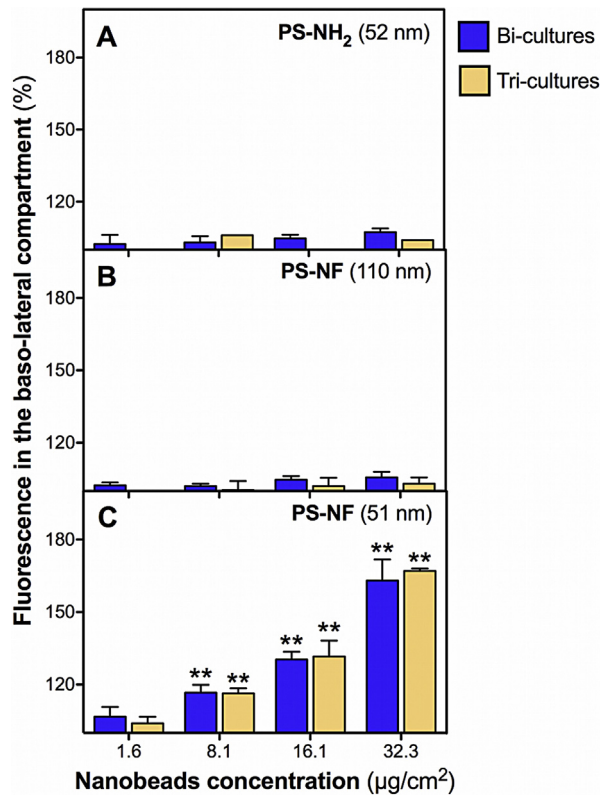 A
PS-NH₂ (52 nm)
Bi-cultures
Tri-cultures
180
150
120
B
PS-NF (110 nm)
180
150
120
C
PS-NF (51 nm)
180
150
120
** ** ** ** ** **
1.6 8.1 16.1 32.3
Nanobeads concentration (µg/cm²)
Fluorescence in the baso-lateral compartment (%)